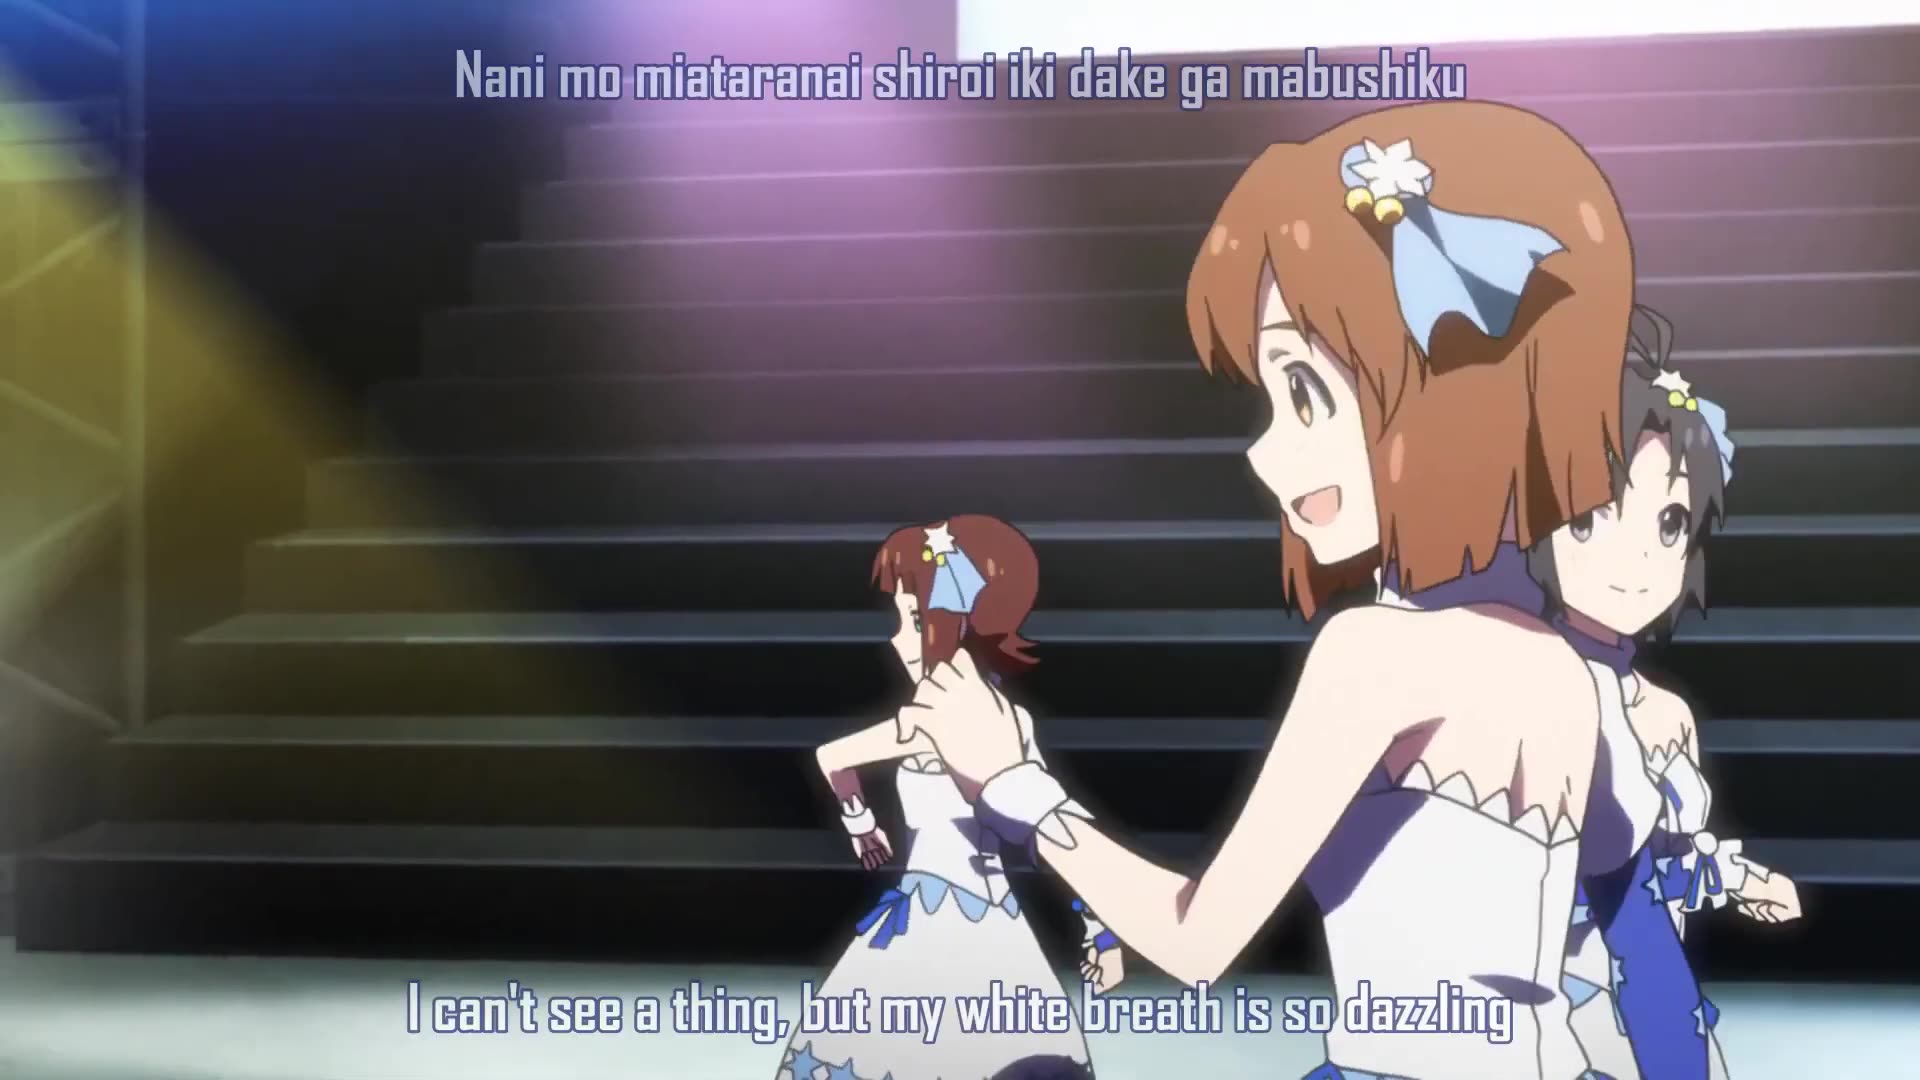 Nani mo miataranai shiroi iki dake ga mabushiku
I can't see a thing, but my white breath is so dazzling